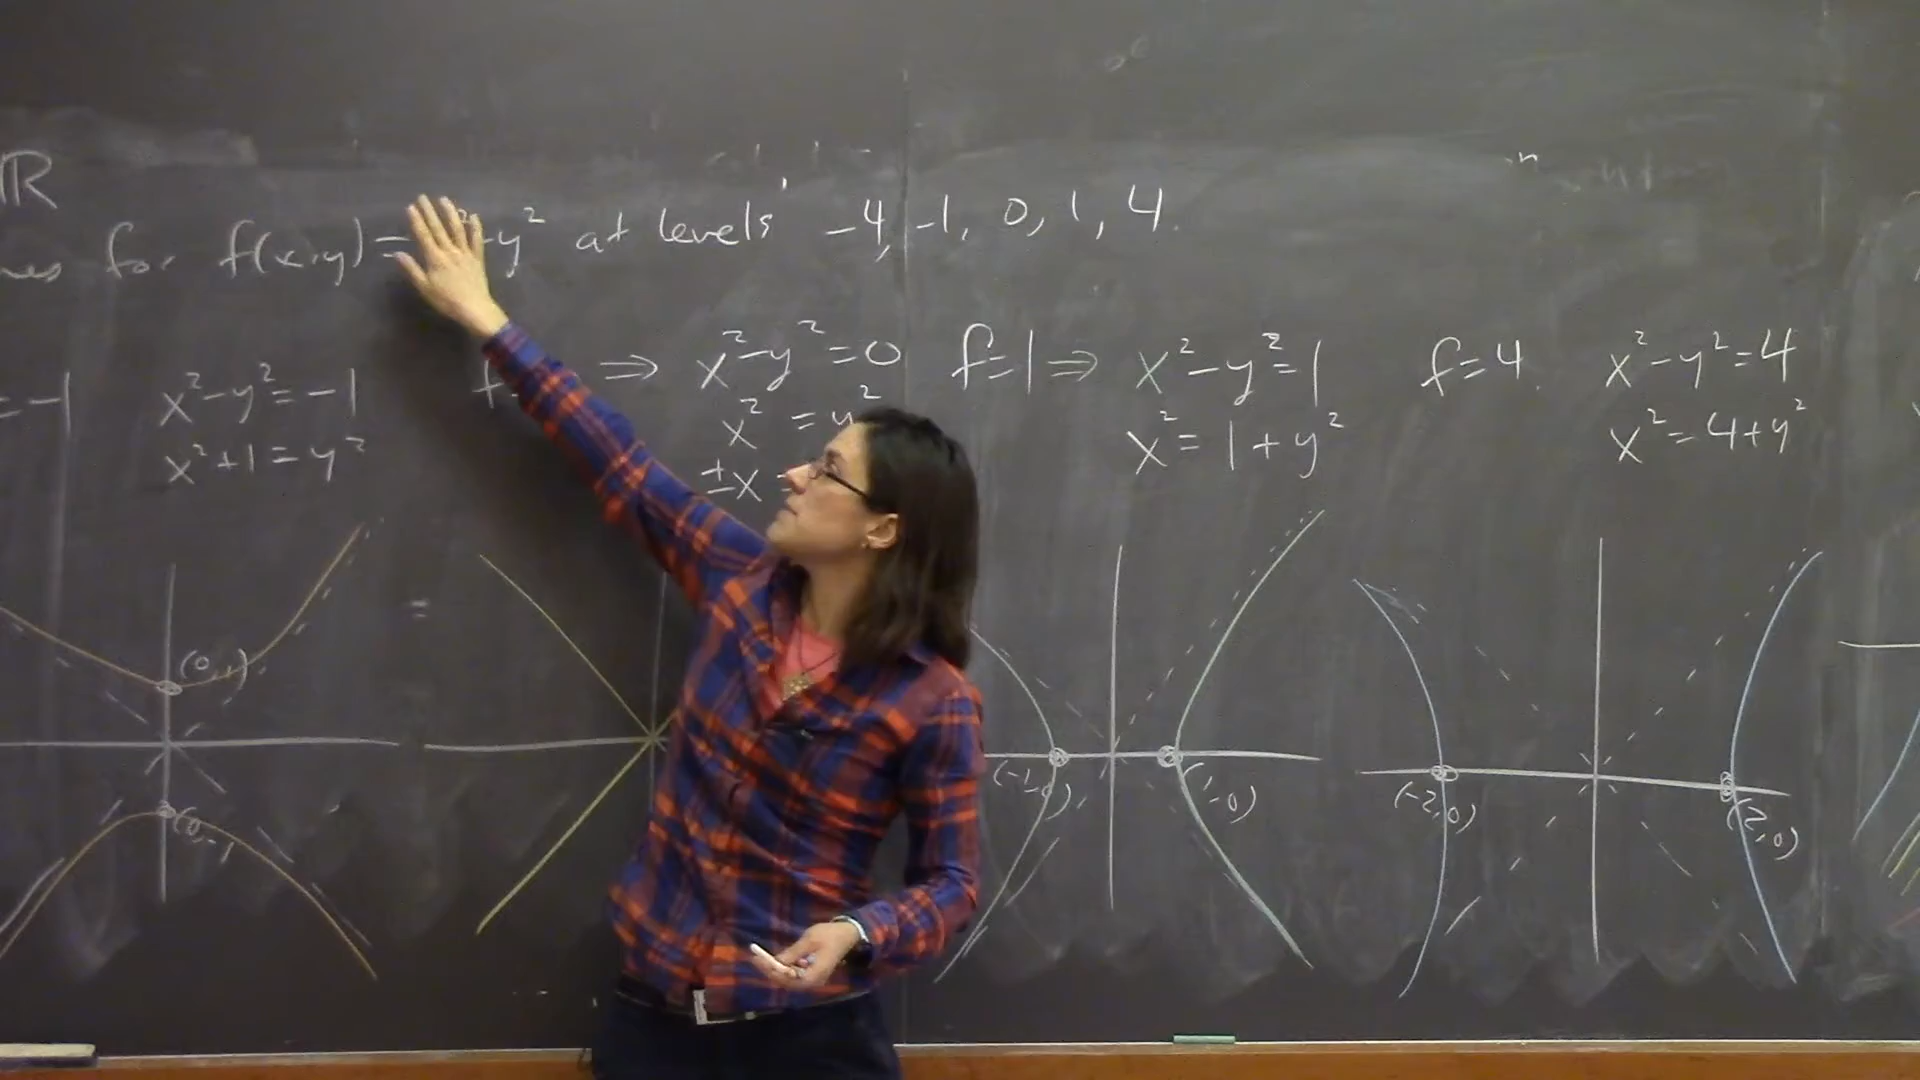 ℝ
for f(x,y) = ²-y² at levels -4, -1, 0, 1, 4.
= -1
x²-y² = -1
x²+1 = y²
f= ⇒ x²-y² = 0
x² = y²
±x
f=1 ⇒ x²-y² = 1
x² = 1+y²
f=4. x²-y² = 4
x² = 4+y²
(0,1)
(0,-1
(-1,0)
(1,0)
(-2,0)
(2,0)